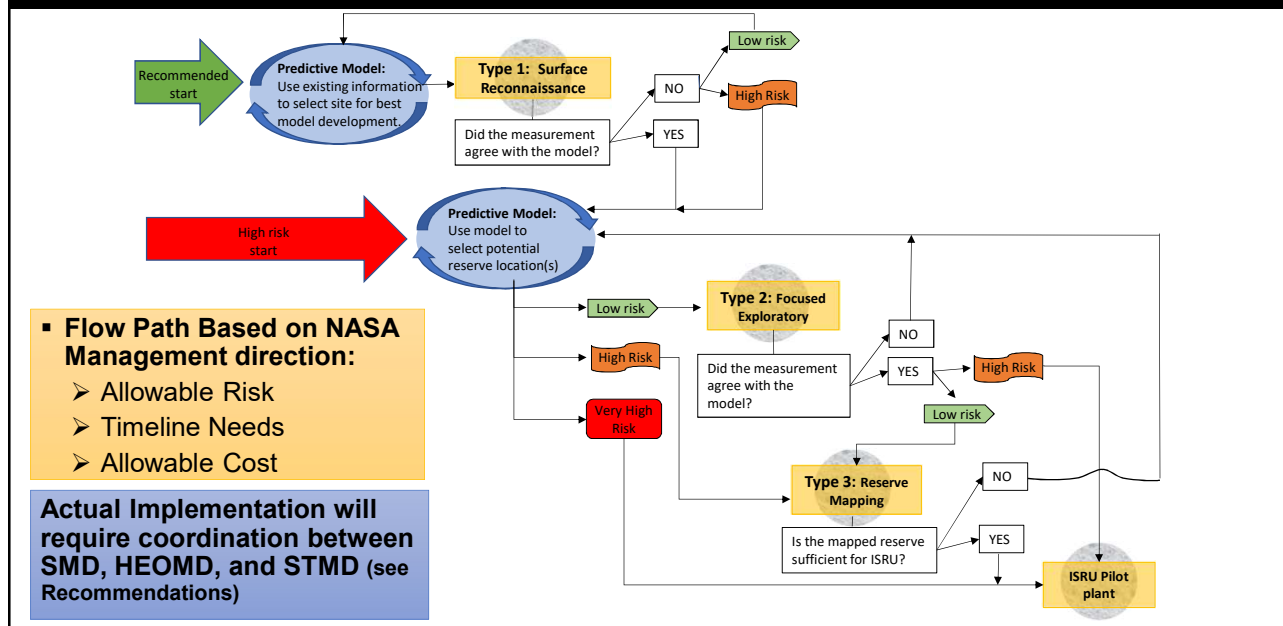 Low risk
Recommended
start
Predictive Model:
Use existing information
to select site for best
model development.
Type 1: Surface
Reconnaissance
NO
High Risk
Did the measurement
agree with the model?
YES
High risk
start
Predictive Model:
Use model to
select potential
reserve location(s)
Low risk
Type 2: Focused
Exploratory
NO
High Risk
Did the measurement
agree with the
model?
YES
High Risk
Low risk
Very High
Risk
Type 3: Reserve
Mapping
NO
Is the mapped reserve
sufficient for ISRU?
YES
ISRU Pilot
plant
▪ Flow Path Based on NASA
Management direction:
➢ Allowable Risk
➢ Timeline Needs
➢ Allowable Cost
Actual Implementation will
require coordination between
SMD, HEOMD, and STMD (see
Recommendations)